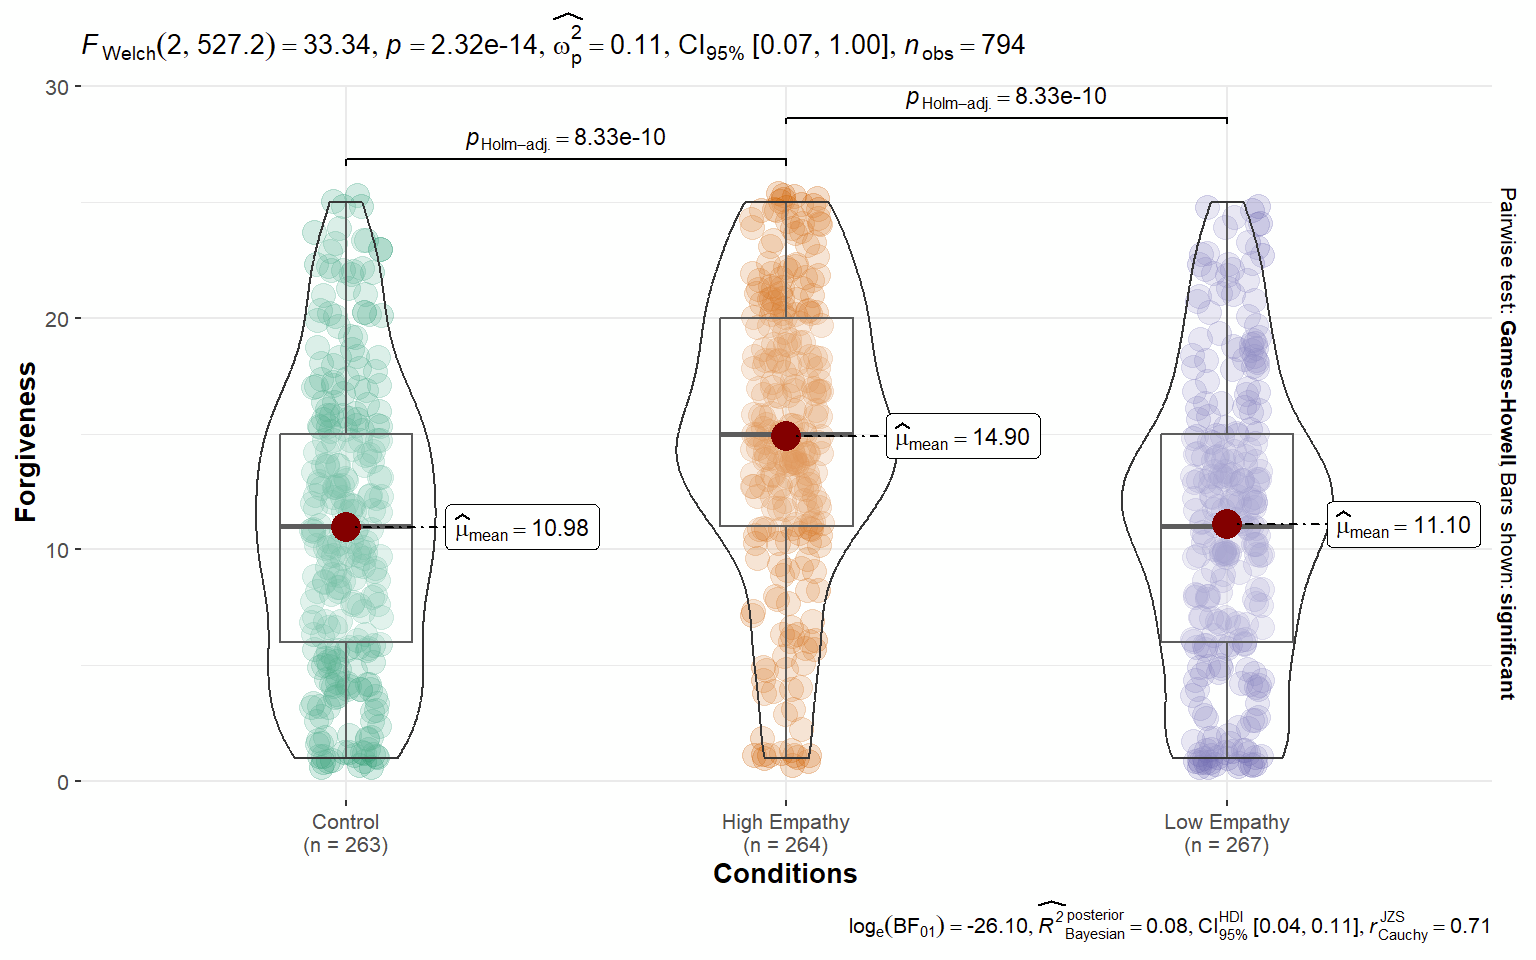 F Welch(2, 527.2) = 33.34, p = 2.32e-14, ω̂²p = 0.11, CI95% [0.07, 1.00], nobs = 794
30
20
10
0
Forgiveness
pHolm−adj. = 8.33e-10
pHolm−adj. = 8.33e-10
μ̂mean = 10.98
μ̂mean = 14.90
μ̂mean = 11.10
Pairwise test: Games-Howell, Bars shown: significant
Control
(n = 263)
High Empathy
(n = 264)
Low Empathy
(n = 267)
Conditions
loge(BF01) = -26.10, R̂² posterior Bayesian = 0.08, CI HDI 95% [0.04, 0.11], r JZS Cauchy = 0.71